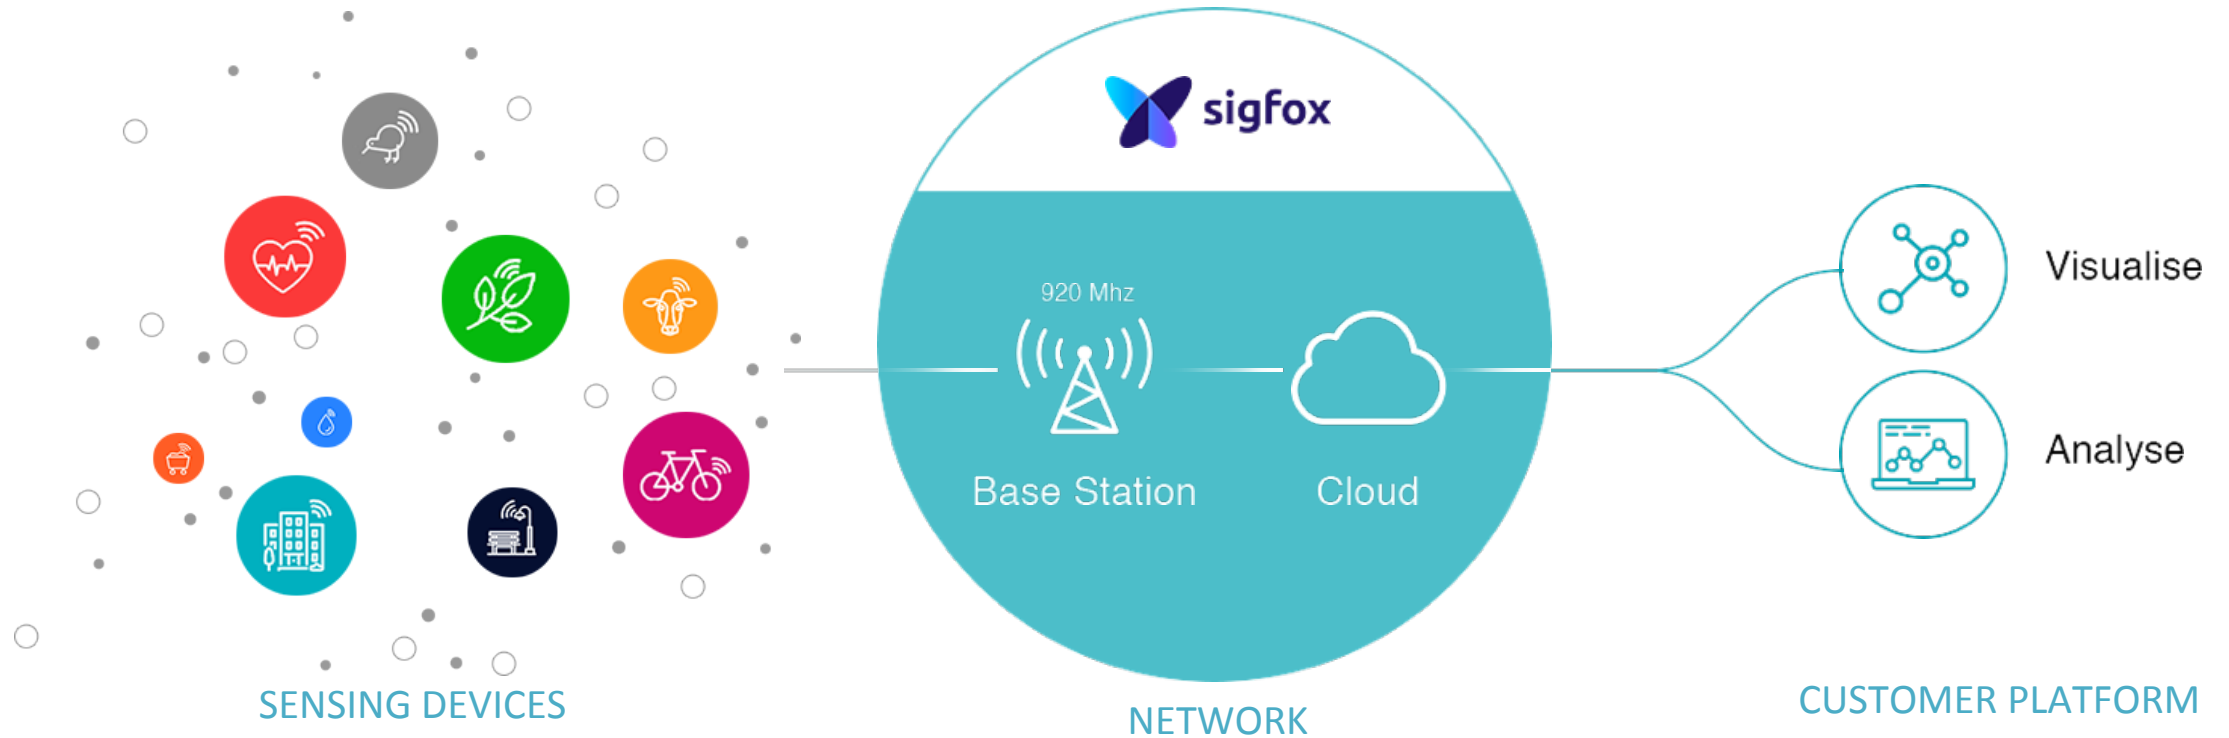 sigfox
920 Mhz
Base Station
Cloud
Visualise
Analyse
SENSING DEVICES
NETWORK
CUSTOMER PLATFORM